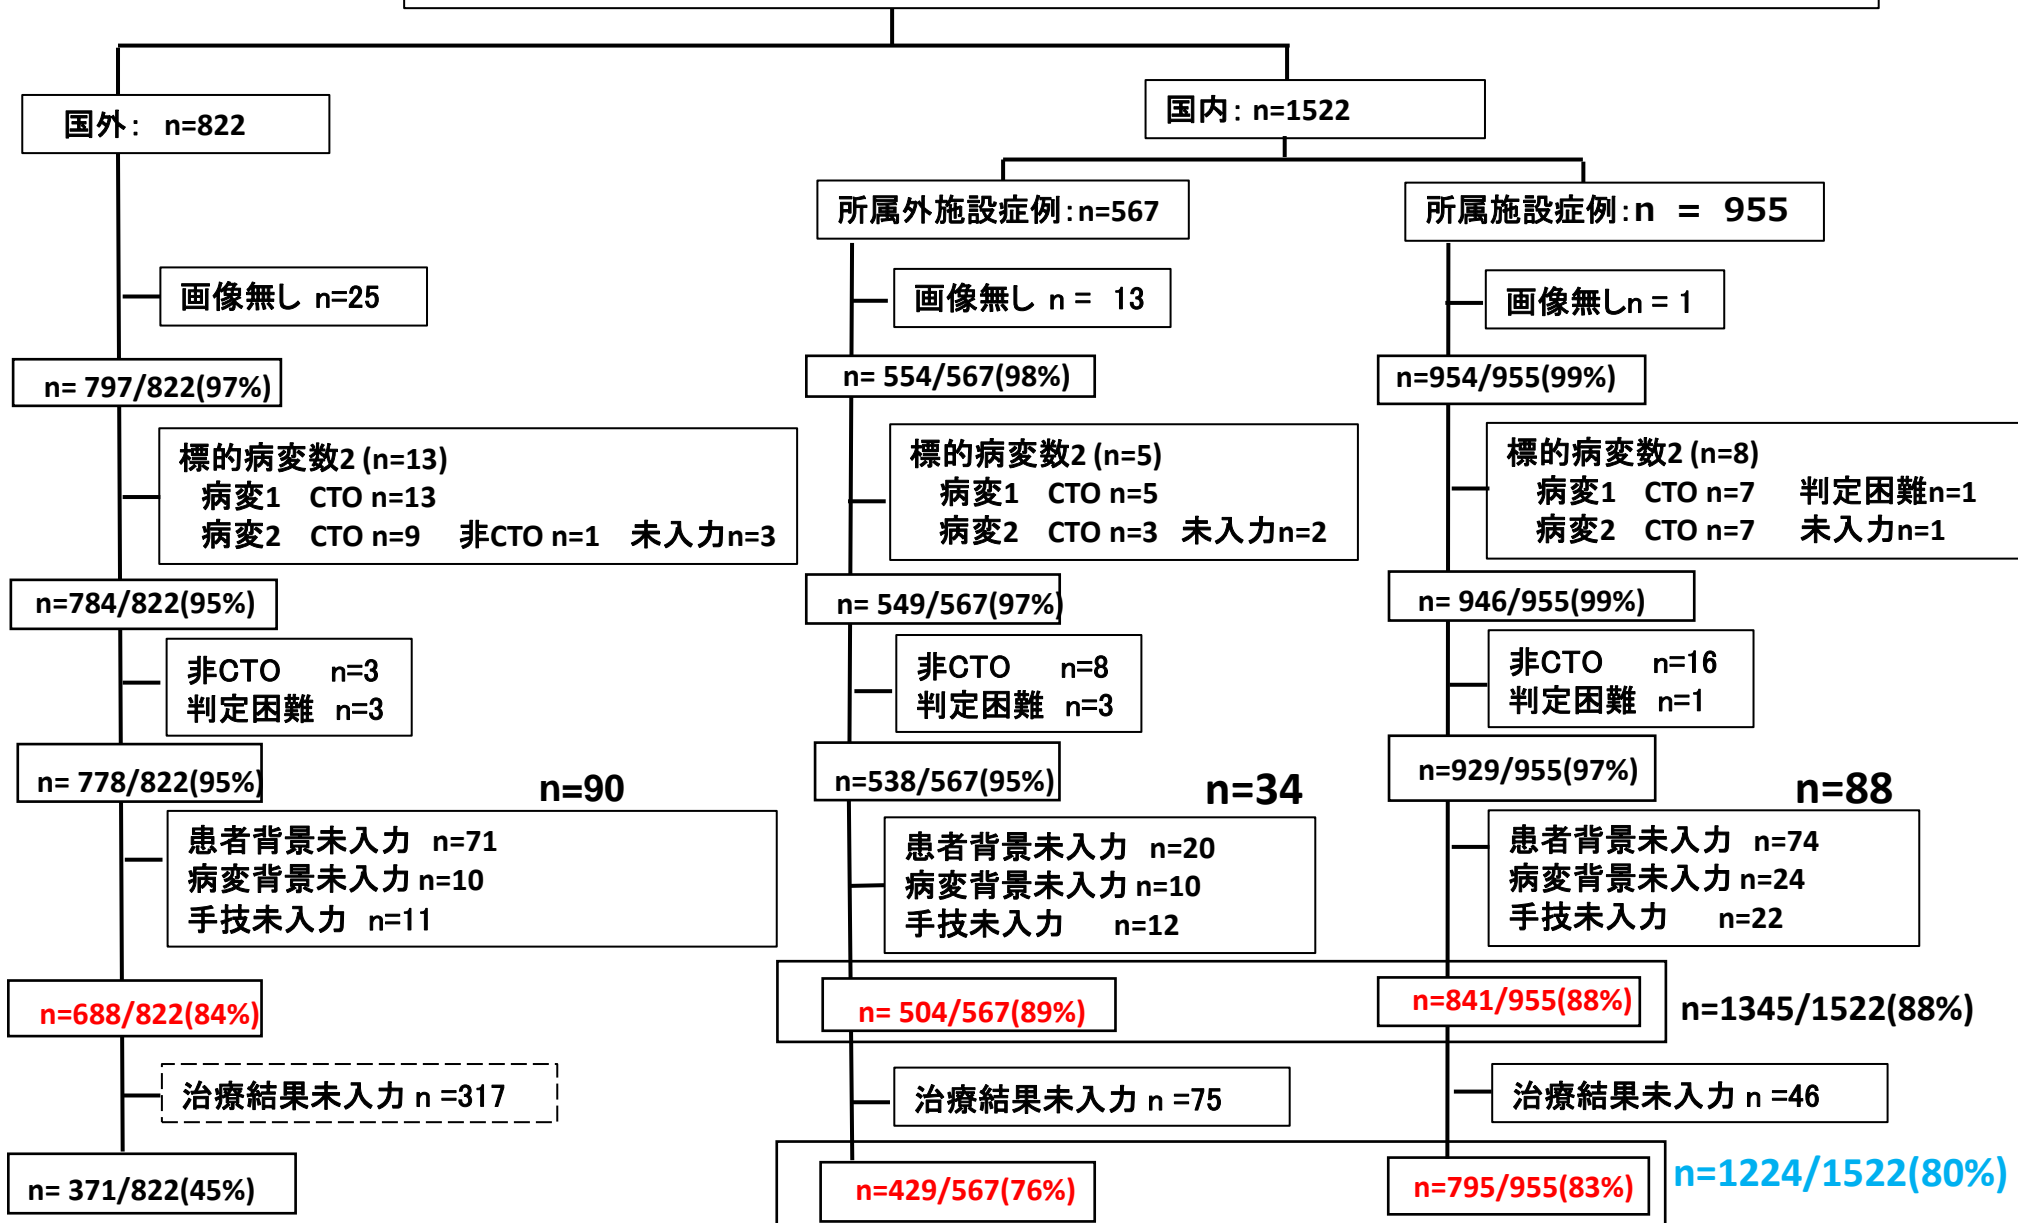 国外： n=822
国内：n=1522
所属外施設症例：n=567
所属施設症例：n = 955
画像無し n=25
画像無し n = 13
画像無しn = 1
n= 797/822(97%)
n= 554/567(98%)
n=954/955(99%)
標的病変数2 (n=13)
病変1 CTO n=13
病変2 CTO n=9 非CTO n=1 未入力n=3
標的病変数2 (n=5)
病変1 CTO n=5
病変2 CTO n=3 未入力n=2
標的病変数2 (n=8)
病変1 CTO n=7 判定困難n=1
病変2 CTO n=7 未入力n=1
n=784/822(95%)
n= 549/567(97%)
n= 946/955(99%)
非CTO n=3
判定困難 n=3
非CTO n=8
判定困難 n=3
非CTO n=16
判定困難 n=1
n= 778/822(95%)
n=538/567(95%)
n=929/955(97%)
n=90
n=34
n=88
患者背景未入力 n=71
病変背景未入力 n=10
手技未入力 n=11
患者背景未入力 n=20
病変背景未入力 n=10
手技未入力 n=12
患者背景未入力 n=74
病変背景未入力 n=24
手技未入力 n=22
n=688/822(84%)
n= 504/567(89%)
n=841/955(88%)
n=1345/1522(88%)
治療結果未入力 n =317
治療結果未入力 n =75
治療結果未入力 n =46
n= 371/822(45%)
n=429/567(76%)
n=795/955(83%)
n=1224/1522(80%)